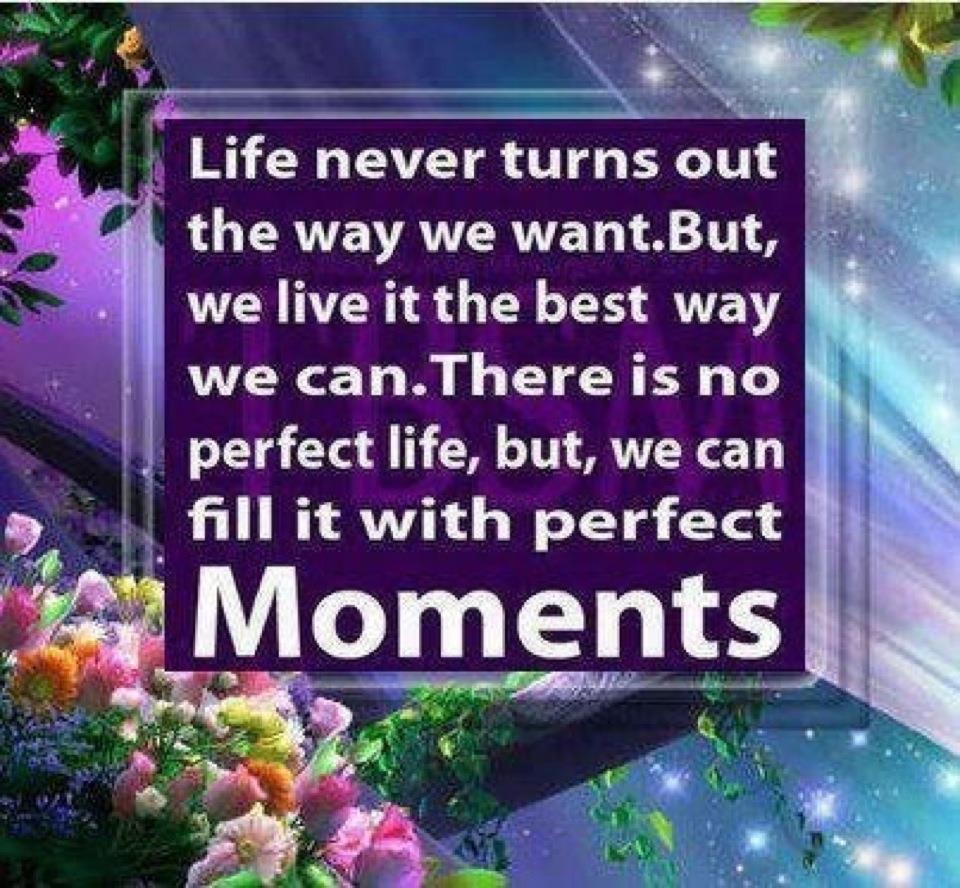 Life never turns out
the way we want.But,
we live it the best way
we can.There is no
perfect life, but, we can
fill it with perfect
Moments